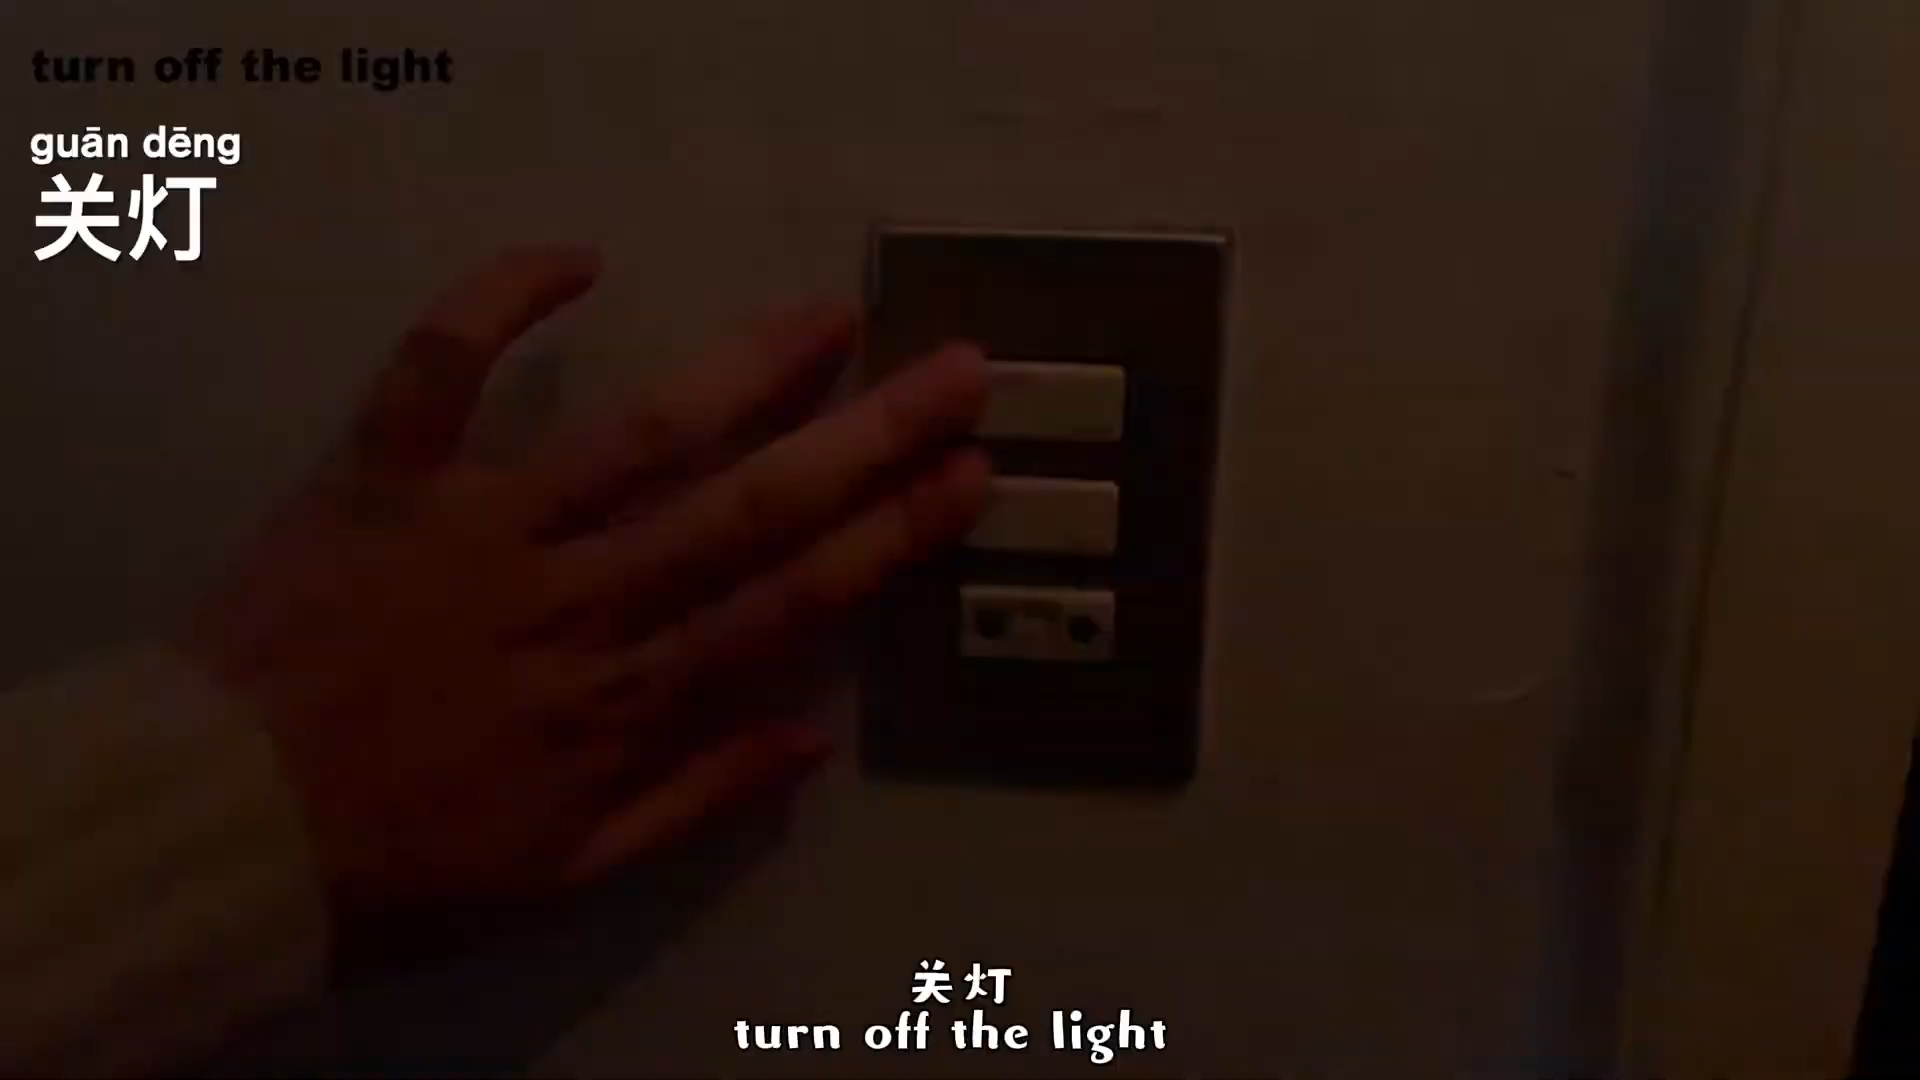 turn off the light
guān dēng
关灯
关灯
turn off the light